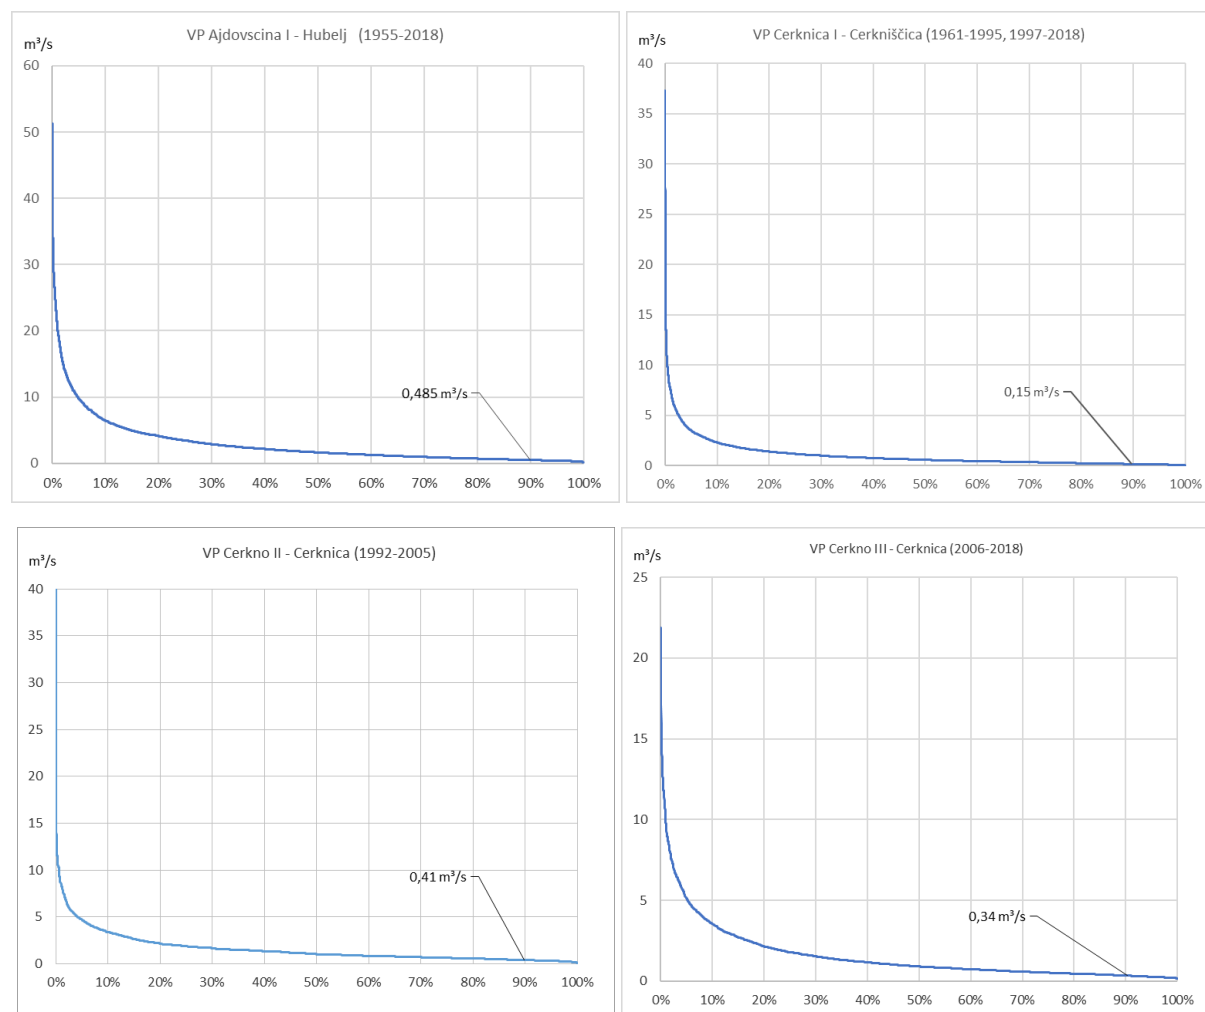 VP Ajdovscina I - Hubelj (1955-2018)
m³/s
60
50
40
30
20
10
0
0,485 m³/s
0% 10% 20% 30% 40% 50% 60% 70% 80% 90% 100%
VP Cerknica I - Cerkniščica (1961-1995, 1997-2018)
m³/s
40
35
30
25
20
15
10
5
0
0,15 m³/s
0% 10% 20% 30% 40% 50% 60% 70% 80% 90% 100%
VP Cerkno II - Cerknica (1992-2005)
m³/s
40
35
30
25
20
15
10
5
0
0,41 m³/s
0% 10% 20% 30% 40% 50% 60% 70% 80% 90% 100%
VP Cerkno III - Cerknica (2006-2018)
m³/s
25
20
15
10
5
0
0,34 m³/s
0% 10% 20% 30% 40% 50% 60% 70% 80% 90% 100%